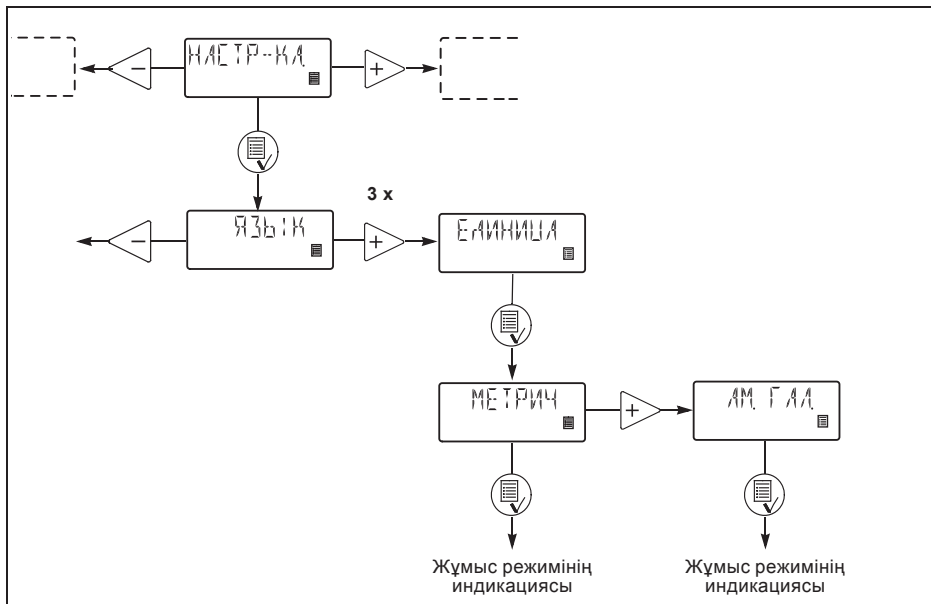 НАСТР-КА.
ЯЗЫК
3 x
ЕДИНИЦА
МЕТРИЧ
АМ. ГАЛ.
Жұмыс режимінің
индикациясы
Жұмыс режимінің
индикациясы